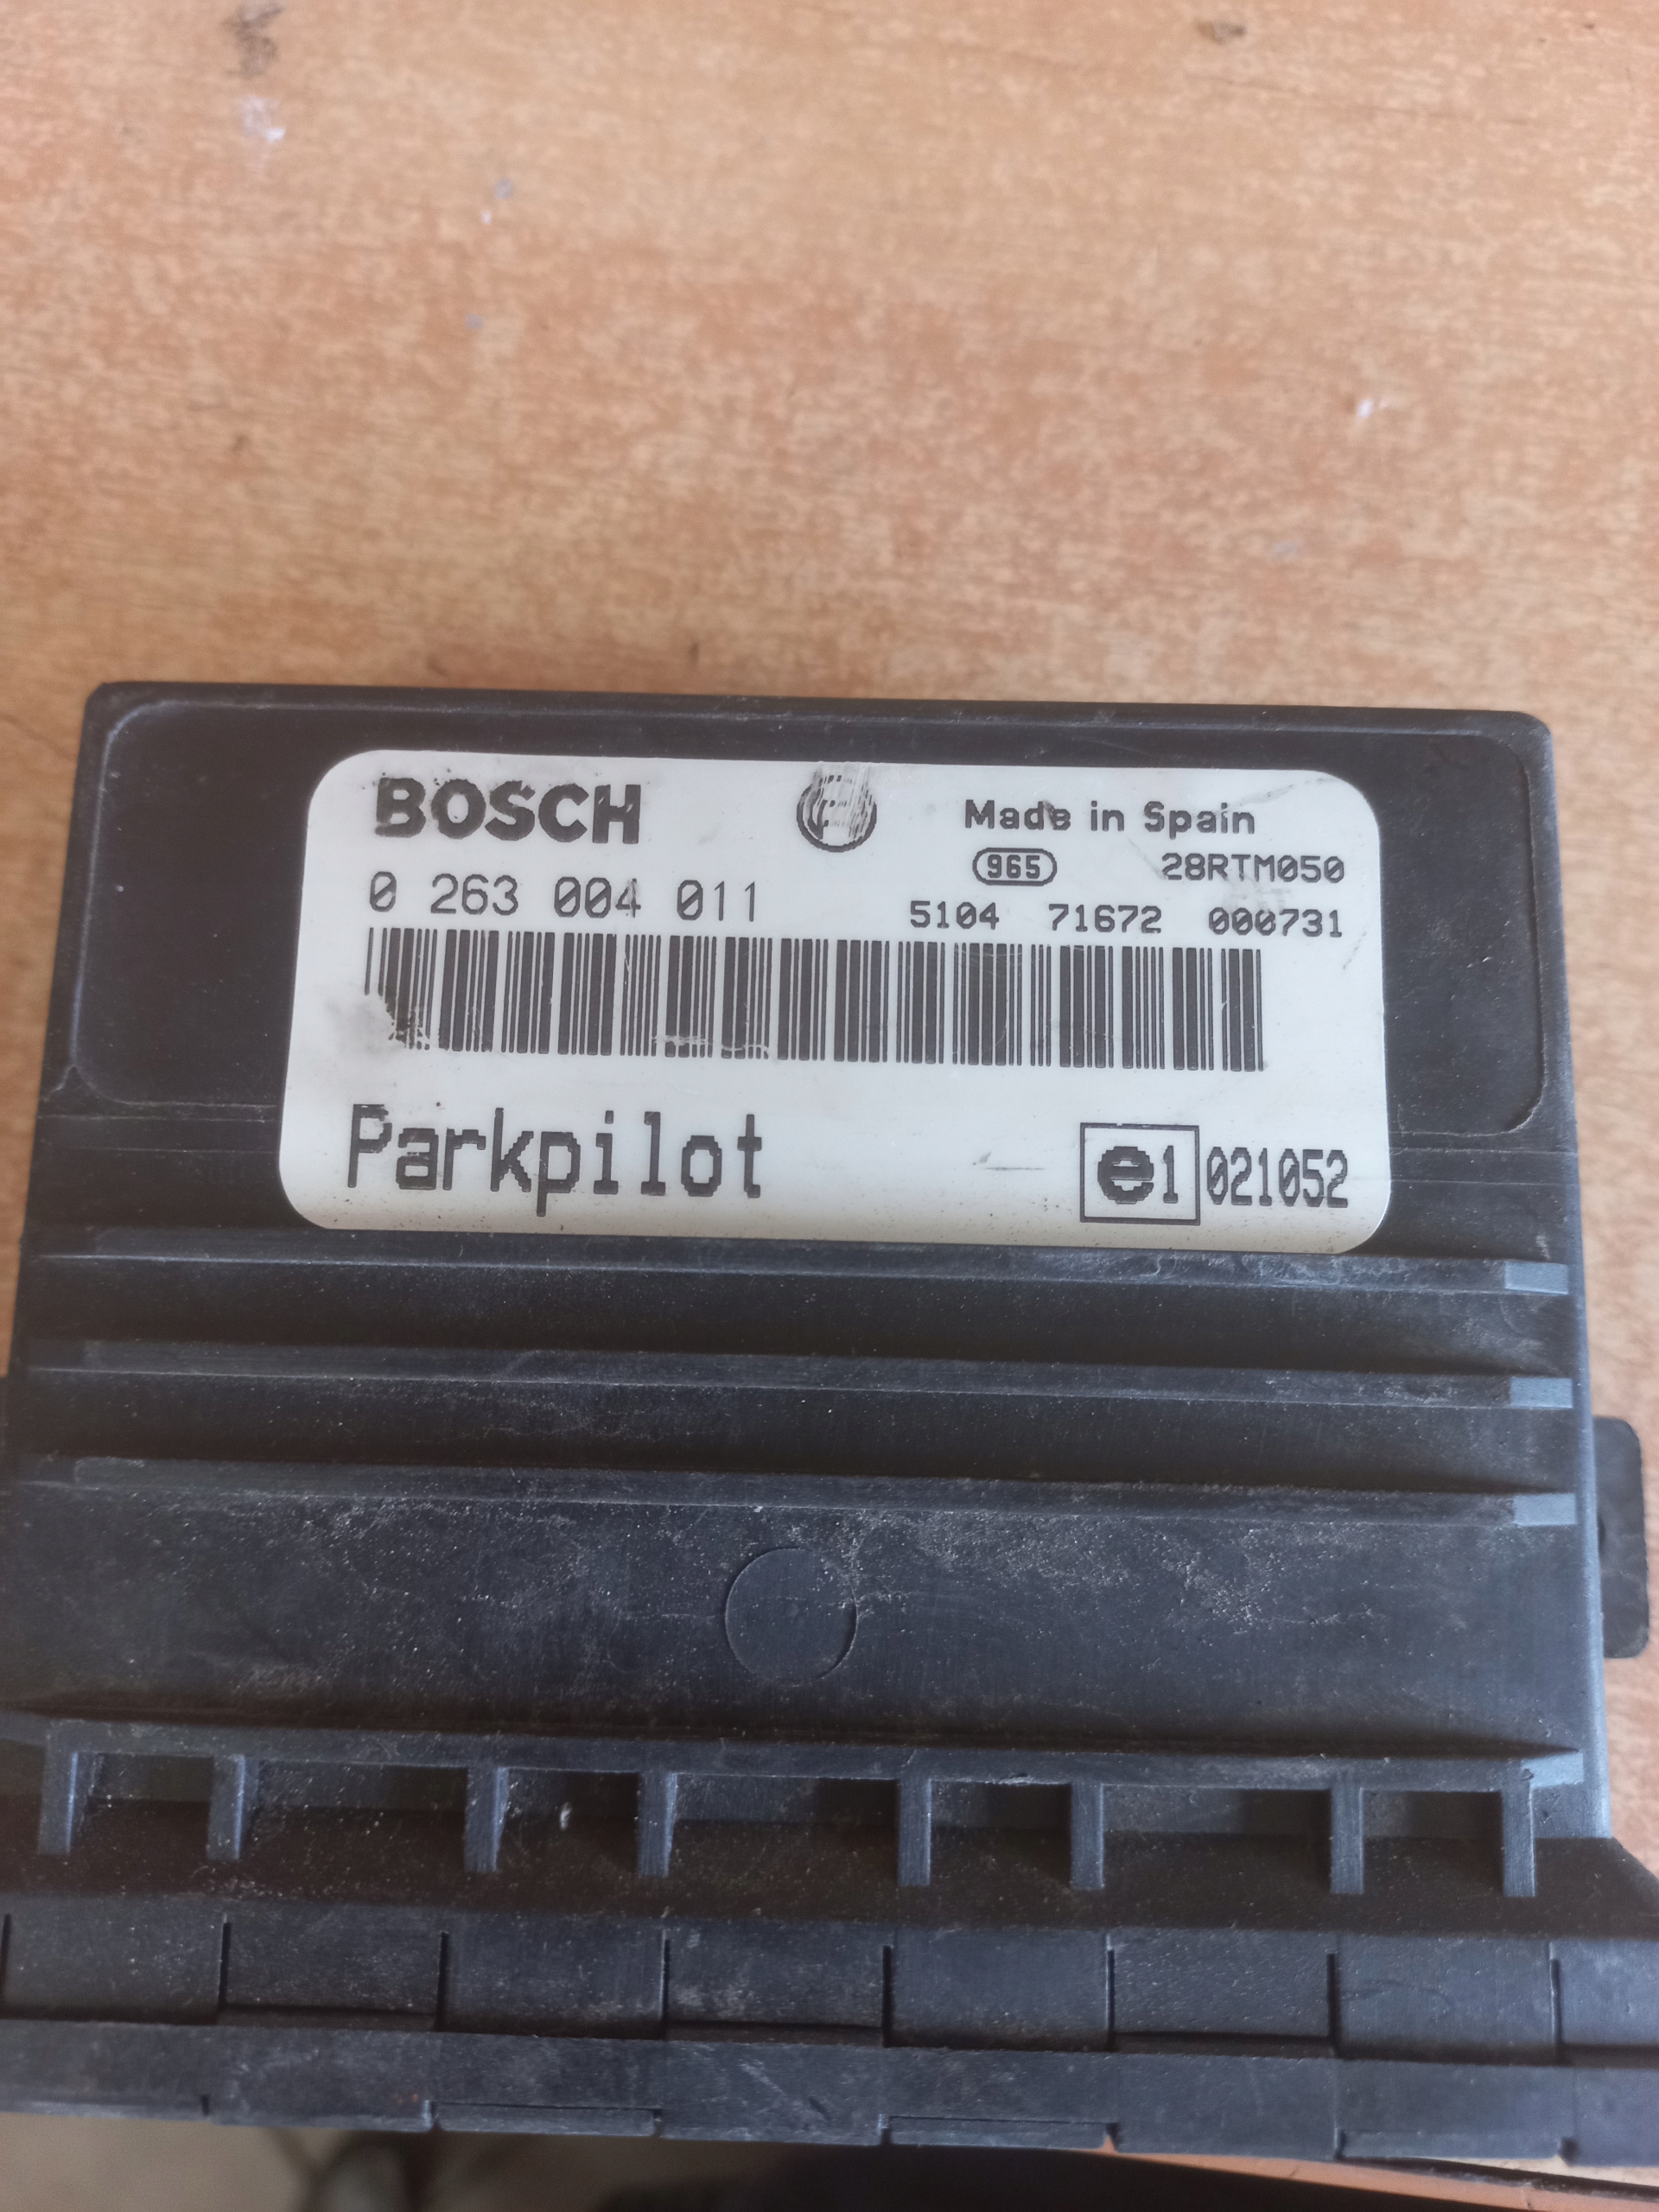 BOSCH Made in Spain
965 28RTM050
0 263 004 011 5104 71672 000731
Parkpilot e1 021052